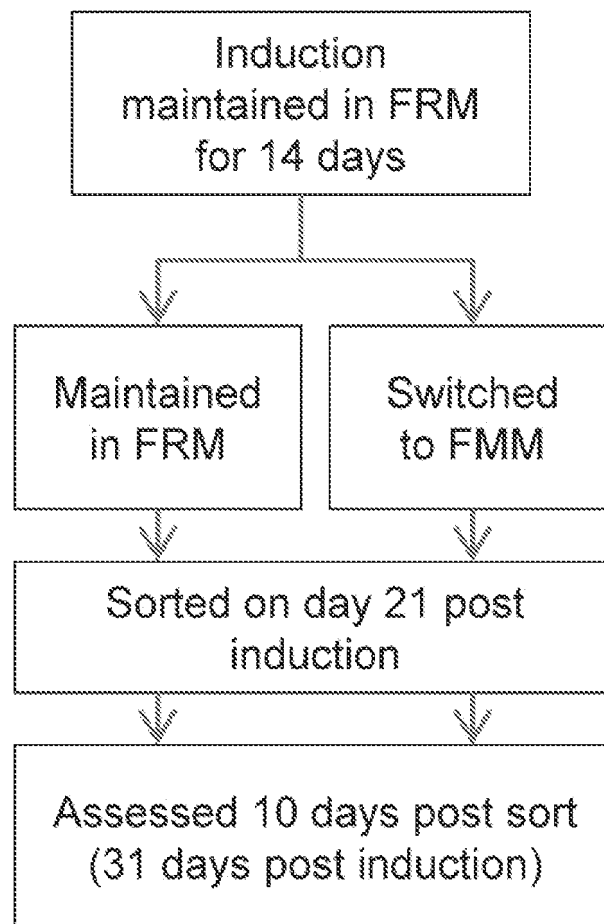 Induction
maintained in FRM
for 14 days
Maintained
in FRM
Switched
to FMM
Sorted on day 21 post
induction
Assessed 10 days post sort
(31 days post induction)